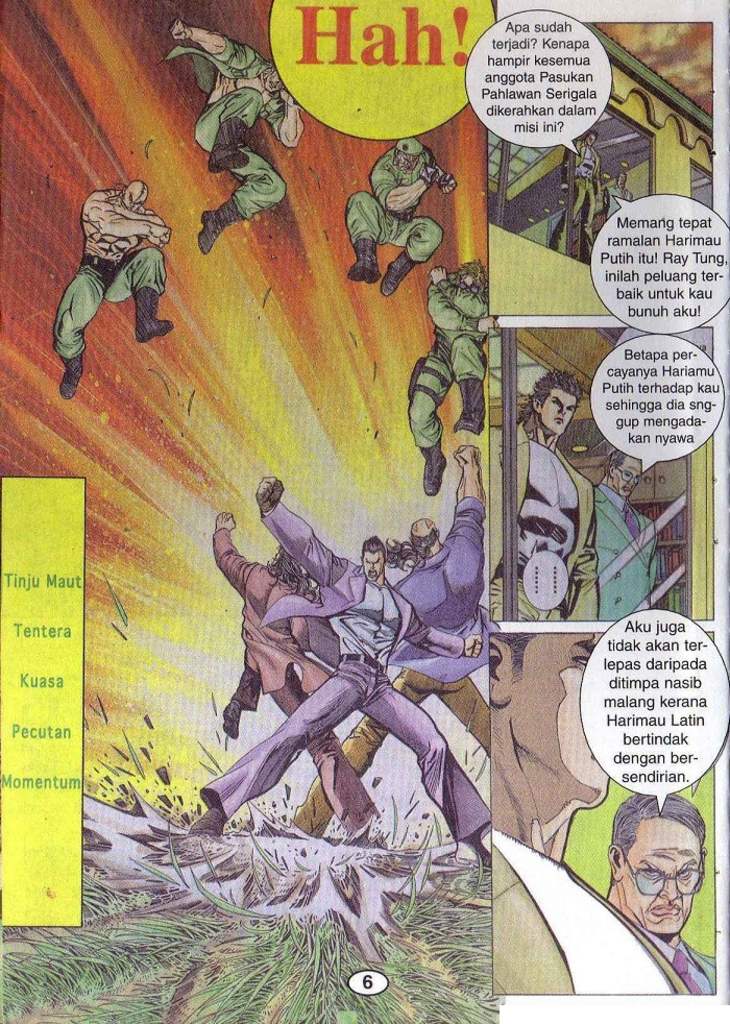 Hah!
Apa sudah
terjadi? Kenapa
hampir kesemua
anggota Pasukan
Pahlawan Serigala
dikerahkan dalam
misi ini?
Memang tepat
ramalan Harimau
Putih itu! Ray Tung,
inilah peluang ter-
baik untuk kau
bunuh aku!
Betapa per-
cayanya Hariamu
Putih terhadap kau
sehingga dia sng-
gup mengada-
kan nyawa
Aku juga
tidak akan ter-
lepas daripada
ditimpa nasib
malang kerana
Harimau Latin
bertindak
dengan ber-
sendirian.
Tinju Maut
Tentera
Kuasa
Pecutan
Momentum
6